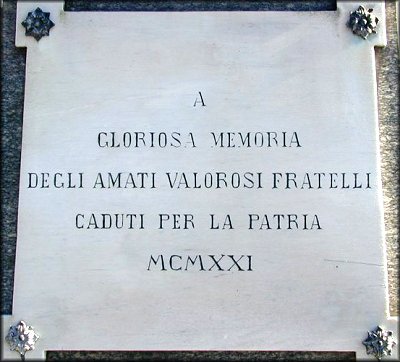 A
GLORIOSA MEMORIA
DEGLI AMATI VALOROSI FRATELLI
CADUTI PER LA PATRIA
MCMXXI